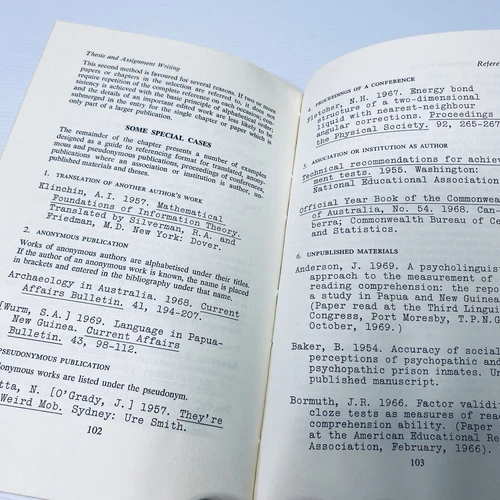 Thesis and Assignment Writing
This second method is favoured for several reasons. If two or more
papers or chapters in the selection are referred to, it does not
require repetition of the complete reference on each occasion, con-
sistency is achieved with the basic principle of alphabetical order;
and the details of an important edited work are less likely to be
submerged in the entry for a single chapter or paper which is
only part of a larger publication.
SOME SPECIAL CASES
The remainder of the chapter presents a number of examples
designed as a guide to referencing format for translated, anony-
mous and pseudonymous publications, proceedings of conferences,
publications where an association or institution is author, un-
published materials and theses.
1. TRANSLATION OF ANOTHER AUTHOR'S WORK
Klinchin, A.I. 1957. Mathematical
Foundations of Information Theory.
Translated by Silverman, R.A. and
Friedman, M.D. New York: Dover.
2. ANONYMOUS PUBLICATION
Works of anonymous authors are alphabetised under their titles.
If the author of an anonymous work is known, the name is placed
in brackets and entered in the bibliography under that name.
Archaeology in Australia. 1968. Current
Affairs Bulletin. 41, 194-207.
[Wurm, S.A.] 1969. Language in Papua-
New Guinea. Current Affairs
Bulletin. 43, 98-112.
PSEUDONYMOUS PUBLICATION
onymous works are listed under the pseudonym.
tta, N. [O'Grady, J.] 1957. They're
Weird Mob. Sydney: Ure Smith.
102
Refere
4. PROCEEDINGS OF A CONFERENCE
Fletcher, N.H. 1967. Energy bond
structure of a two-dimensional
liquid with nearest-neighbour
angular corrections. Proceedings
the Physical Society. 92, 265-267
5. ASSOCIATION OR INSTITUTION AS AUTHOR
Technical recommendations for achiev
ment tests. 1955. Washington:
National Educational Association
Official Year Book of the Commonwealth
of Australia, No. 54. 1968. Can-
berra; Commonwealth Bureau of Ce
and Statistics.
6. UNPUBLISHED MATERIALS
Anderson, J. 1969. A psycholinguist
approach to the measurement of
reading comprehension: the repo
a study in Papua and New Guinea
(Paper read at the Third Lingui
Congress, Port Moresby, T.P.N.G
October, 1969.)
Baker, B. 1954. Accuracy of social
perceptions of psychopathic and
psychopathic prison inmates. Un
published manuscript.
Bormuth, J.R. 1966. Factor validit
cloze tests as measures of read
comprehension ability. (Paper
at the American Educational Re
Association, February, 1966).
103